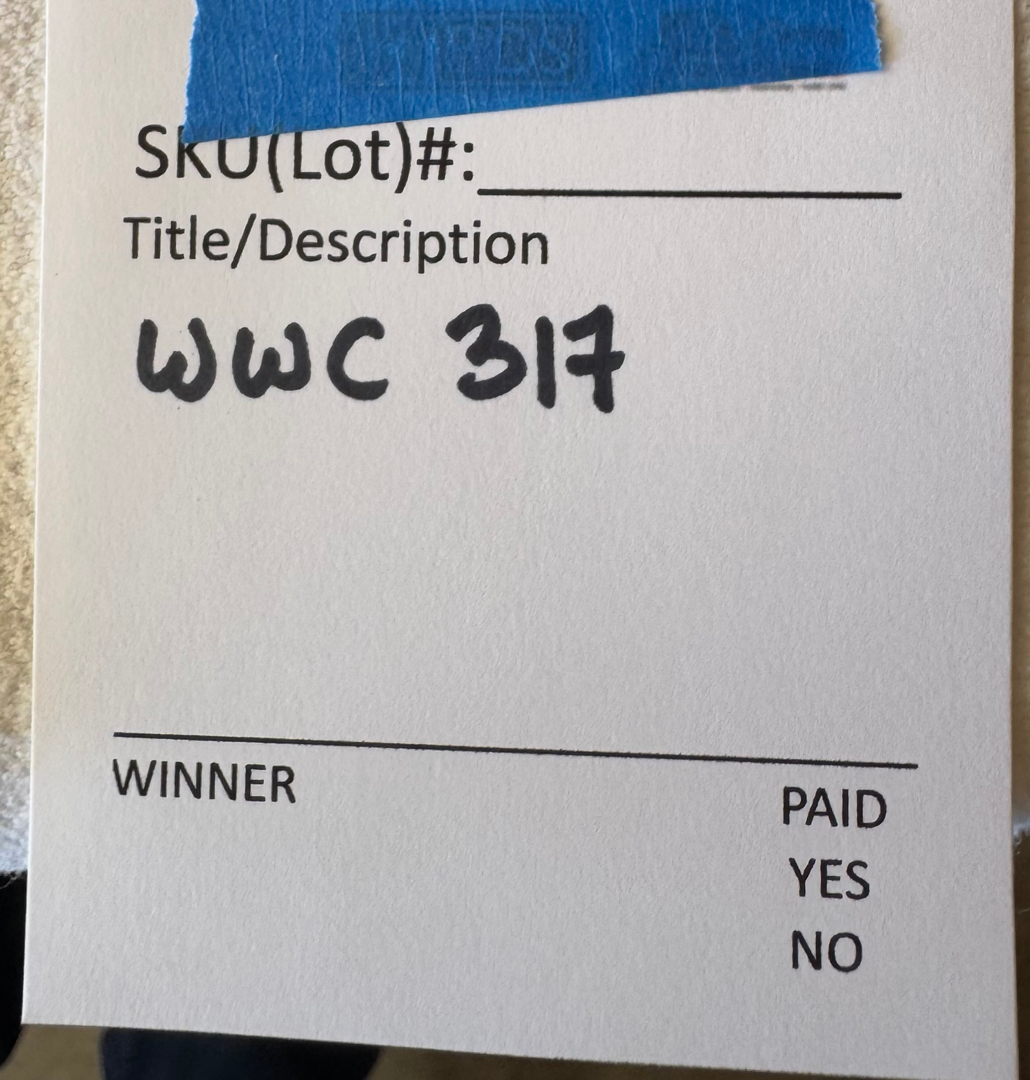 SKU(Lot)#:
Title/Description
WWC 317
WINNER
PAID
YES
NO